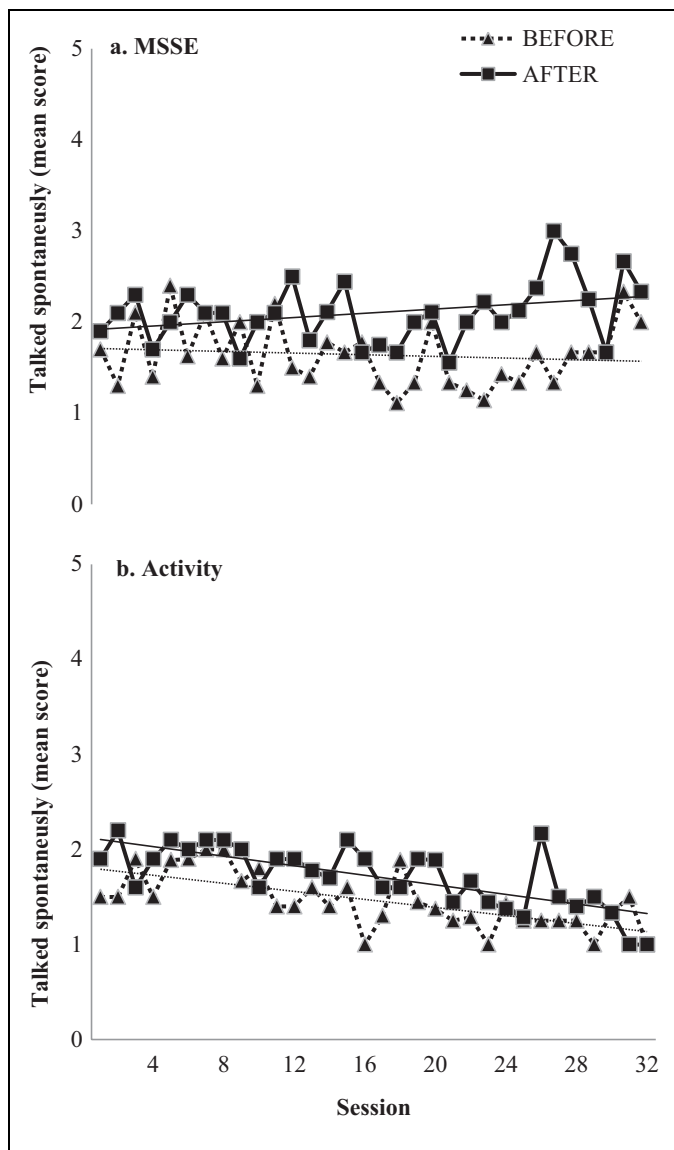 a. MSSE
BEFORE
AFTER
Talked spontaneusly (mean score)
5
4
3
2
1
0
b. Activity
Talked spontaneusly (mean score)
5
4
3
2
1
0
4 8 12 16 20 24 28 32
Session